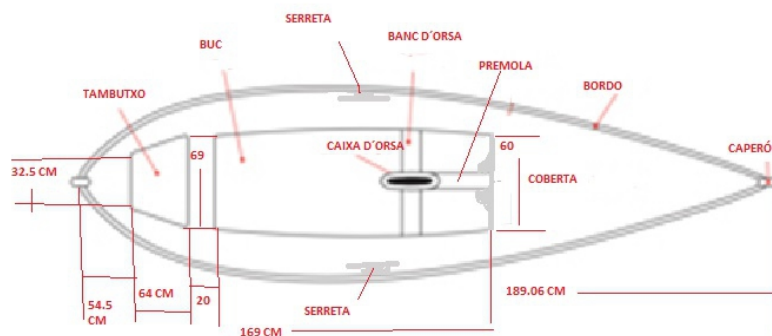 SERRETA
BANC D´ORSA
BUC
PREMOLA
TAMBUTXO
BORDO
CAIXA D´ORSA
60
CAPERÓ
69
32.5 CM
COBERTA
54.5
CM
64 CM
20
SERRETA
189.06 CM
169 CM